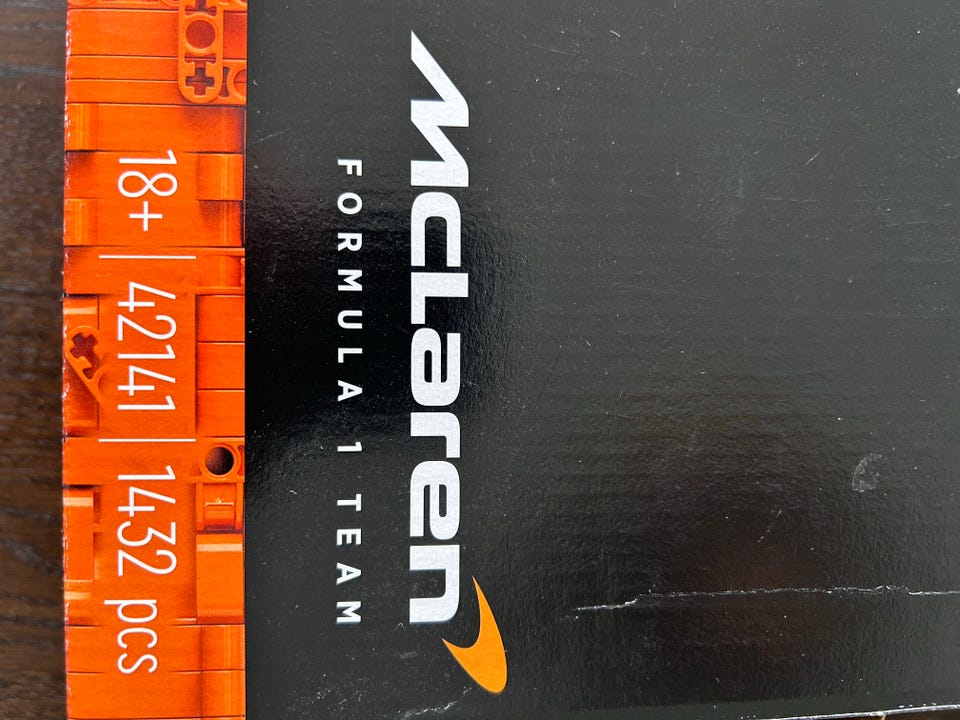 McLaren
FORMULA 1 TEAM
18+ | 42141 | 1432 pcs